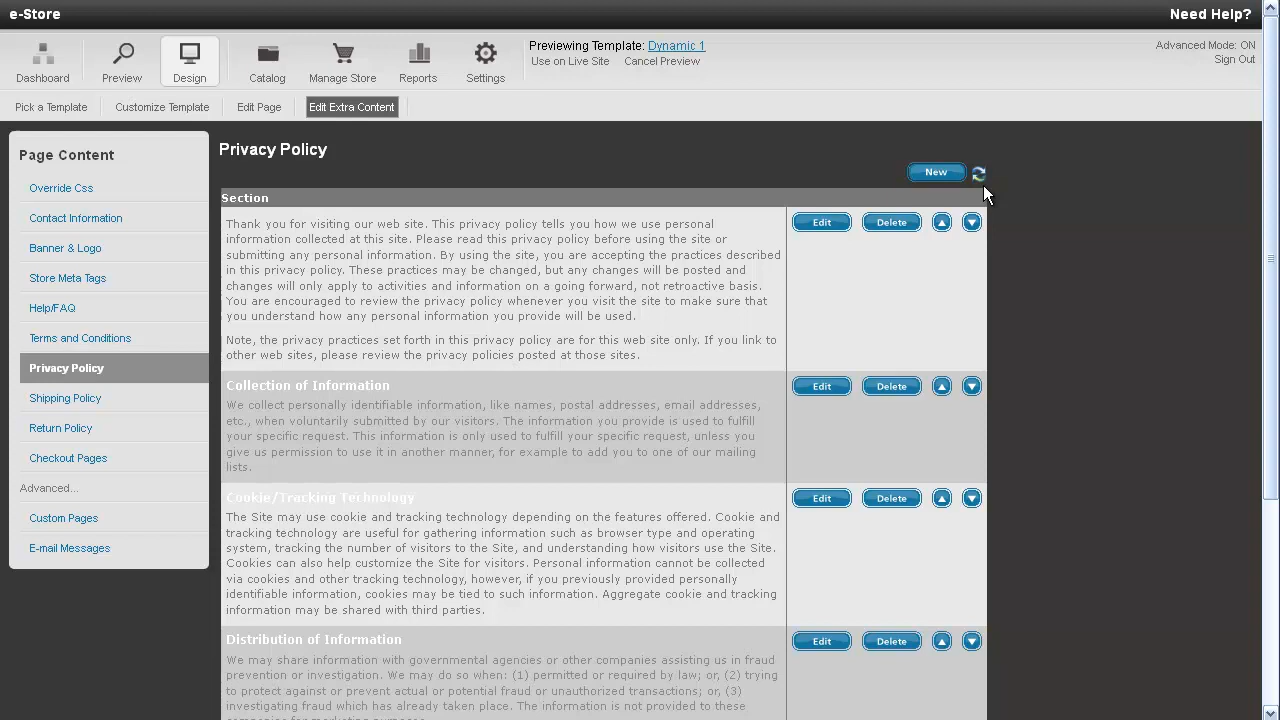 e-Store
Need Help?
Dashboard
Preview
Design
Catalog
Manage Store
Reports
Settings
Previewing Template: Dynamic 1
Use on Live Site Cancel Preview
Advanced Mode: ON
Sign Out
Pick a Template
Customize Template
Edit Page
Edit Extra Content
Page Content
Override Css
Contact Information
Banner & Logo
Store Meta Tags
Help/FAQ
Terms and Conditions
Privacy Policy
Shipping Policy
Return Policy
Checkout Pages
Advanced...
Custom Pages
E-mail Messages
Privacy Policy
New
Section
Thank you for visiting our web site. This privacy policy tells you how we use personal
information collected at this site. Please read this privacy policy before using the site or
submitting any personal information. By using the site, you are accepting the practices described
in this privacy policy. These practices may be changed, but any changes will be posted and
changes will only apply to activities and information on a going forward, not retroactive basis.
You are encouraged to review the privacy policy whenever you visit the site to make sure that
you understand how any personal information you provide will be used.
Note, the privacy practices set forth in this privacy policy are for this web site only. If you link to
other web sites, please review the privacy policies posted at those sites.
Edit Delete
Collection of Information
We collect personally identifiable information, like names, postal addresses, email addresses,
etc., when voluntarily submitted by our visitors. The information you provide is used to fulfill
your specific request. This information is only used to fulfill your specific request, unless you
give us permission to use it in another manner, for example to add you to one of our mailing
lists.
Edit Delete
Cookie/Tracking Technology
The Site may use cookie and tracking technology depending on the features offered. Cookie and
tracking technology are useful for gathering information such as browser type and operating
system, tracking the number of visitors to the Site, and understanding how visitors use the Site.
Cookies can also help customize the Site for visitors. Personal information cannot be collected
via cookies and other tracking technology, however, if you previously provided personally
identifiable information, cookies may be tied to such information. Aggregate cookie and tracking
information may be shared with third parties.
Edit Delete
Distribution of Information
We may share information with governmental agencies or other companies assisting us in fraud
prevention or investigation. We may do so when: (1) permitted or required by law; or, (2) trying
to protect against or prevent actual or potential fraud or unauthorized transactions; or, (3)
investigating fraud which has already taken place. The information is not provided to these
companies for marketing purposes.
Edit Delete